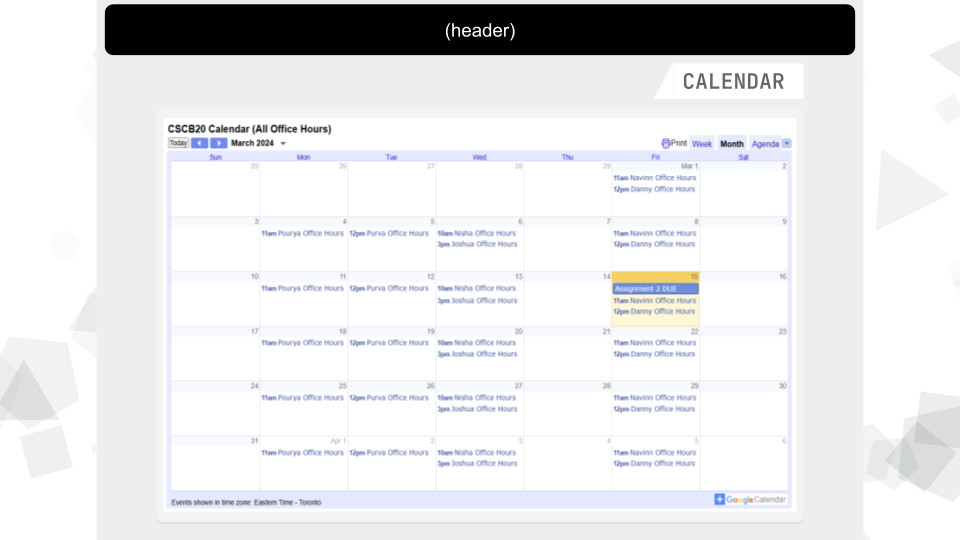 (header)
CALENDAR
CSCB20 Calendar (All Office Hours)
Today March 2024 Print Week Month Agenda
Sun Mon Tue Wed Thu Fri Sat
25 26 27 28 29 Mar 1 2
11am Navinn Office Hours
12pm Danny Office Hours
3 4 5 6 7 8 9
11am Pourya Office Hours 12pm Purva Office Hours 10am Nisha Office Hours 11am Navinn Office Hours
3pm Joshua Office Hours 12pm Danny Office Hours
10 11 12 13 14 15 16
11am Pourya Office Hours 12pm Purva Office Hours 10am Nisha Office Hours Assignment 2 DUE
3pm Joshua Office Hours 11am Navinn Office Hours
12pm Danny Office Hours
17 18 19 20 21 22 23
11am Pourya Office Hours 12pm Purva Office Hours 10am Nisha Office Hours 11am Navinn Office Hours
3pm Joshua Office Hours 12pm Danny Office Hours
24 25 26 27 28 29 30
11am Pourya Office Hours 12pm Purva Office Hours 10am Nisha Office Hours 11am Navinn Office Hours
3pm Joshua Office Hours 12pm Danny Office Hours
31 Apr 1 2 3 4 5 6
11am Pourya Office Hours 12pm Purva Office Hours 10am Nisha Office Hours 11am Navinn Office Hours
3pm Joshua Office Hours 12pm Danny Office Hours
Events shown in time zone: Eastern Time - Toronto
Google Calendar